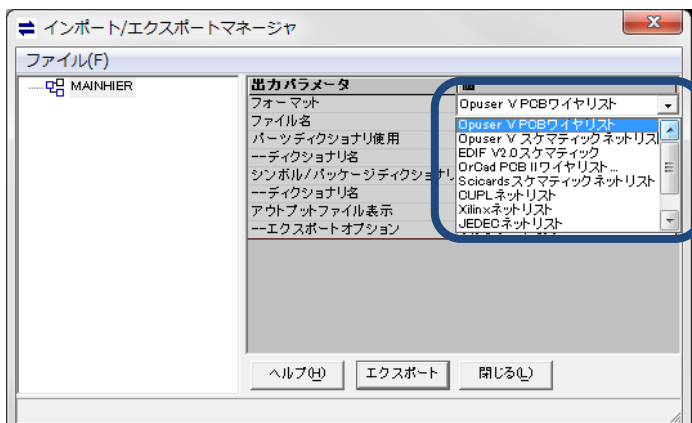 インポート/エクスポートマネージャ
ファイル(F)
MAINHIER
出力パラメータ
フォーマット
Opuser V PCBワイヤリスト
ファイル名
パーツディクショナリ使用
--ディクショナリ名
シンボル/パッケージディクショナリ
--ディクショナリ名
アウトプットファイル表示
--エクスポートオプション
Opuser V PCBワイヤリスト
Opuser V スケマティックネットリス
EDIF V2.0スケマティック
OrCad PCB IIワイヤリスト...
Scicardsスケマティックネットリスト
CUPLネットリスト
Xilinxネットリスト
JEDECネットリスト
ヘルプ(H)
エクスポート
閉じる(L)